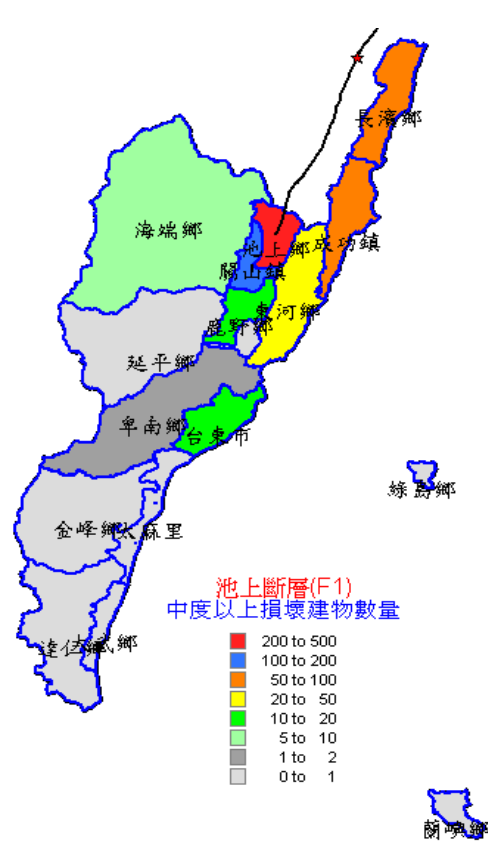 長濱鄉
海端鄉
池上鄉
成功鎮
關山鎮
東河鄉
鹿野鄉
延平鄉
卑南鄉
台東市
綠島鄉
金峰鄉
太麻里
達仁鄉
大武鄉
蘭嶼鄉
池上斷層(F1)
中度以上損壞建物數量
200 to 500
100 to 200
50 to 100
20 to 50
10 to 20
5 to 10
1 to 2
0 to 1